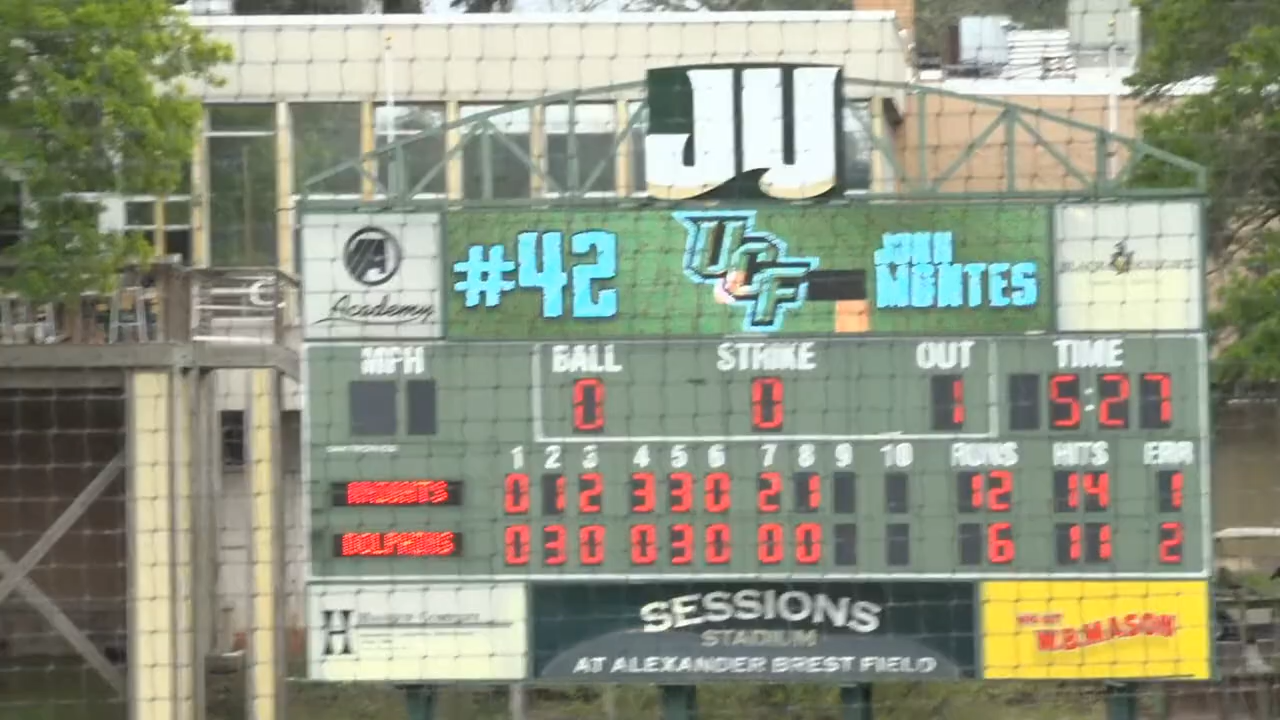 JU
#42 UCF JOHN MONTES
A Academy
MPH BALL STRIKE OUT TIME
0 0 1 5:27
1 2 3 4 5 6 7 8 9 10 RUNS HITS ERR
KNIGHTS 0 1 2 3 3 0 2 1 12 14 1
DOLPHINS 0 3 0 0 3 0 0 0 6 11 2
H
SESSIONS
STADIUM
AT ALEXANDER BREST FIELD
W.B. MASON